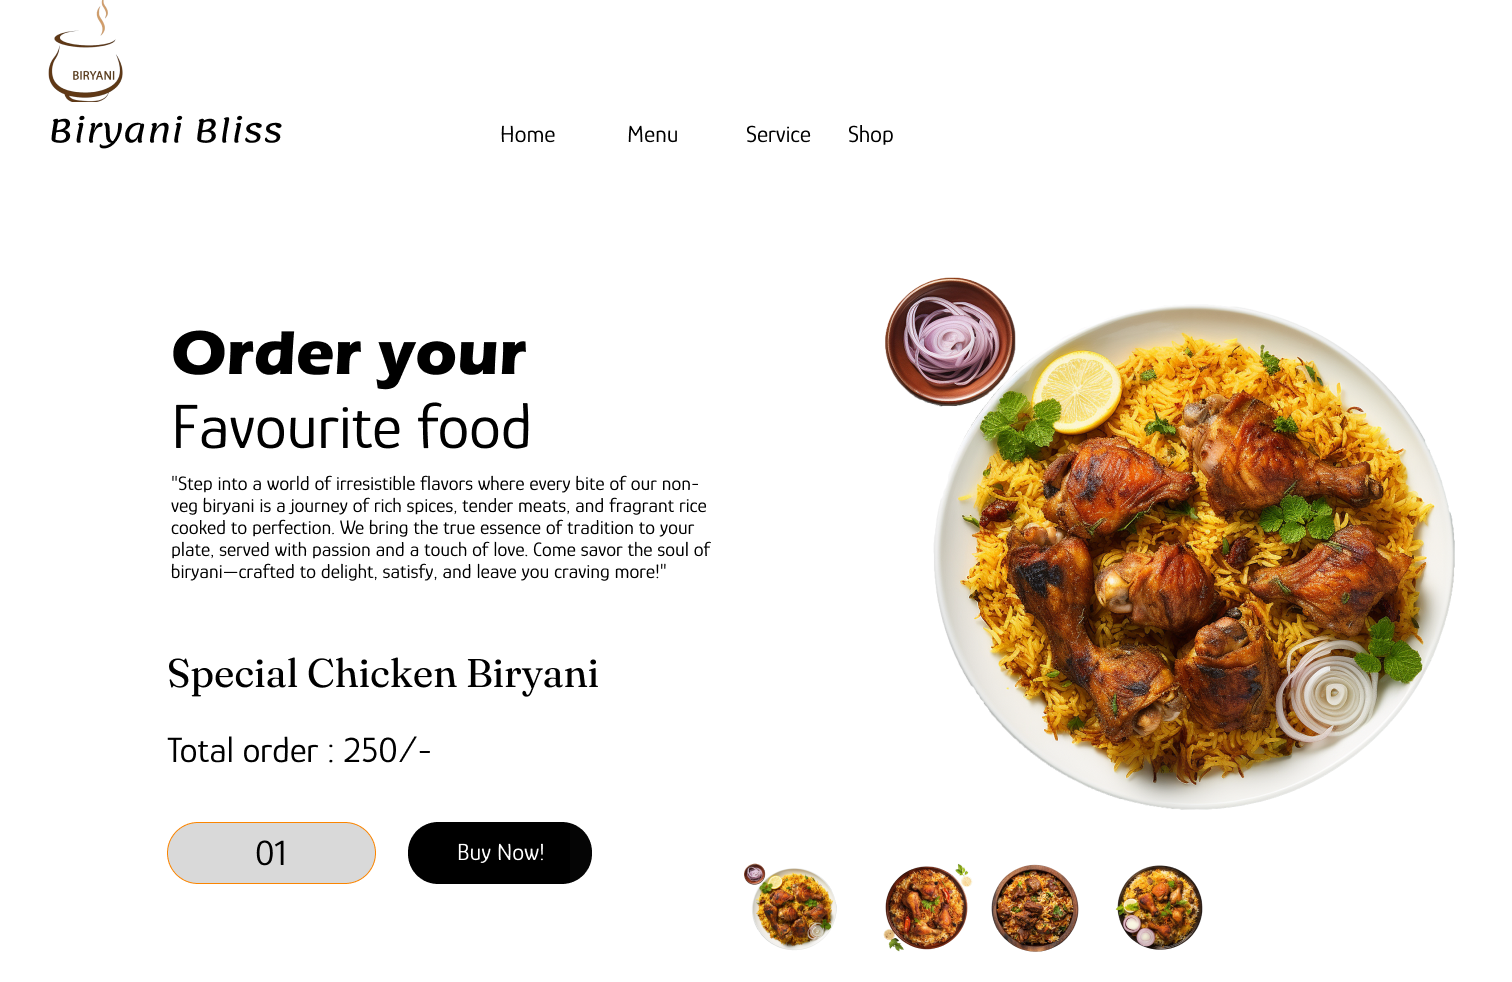 BIRYANI
Biryani Bliss
Home Menu Service Shop
Order your
Favourite food
"Step into a world of irresistible flavors where every bite of our non-
veg biryani is a journey of rich spices, tender meats, and fragrant rice
cooked to perfection. We bring the true essence of tradition to your
plate, served with passion and a touch of love. Come savor the soul of
biryani—crafted to delight, satisfy, and leave you craving more!"
Special Chicken Biryani
Total order : 250/-
01
Buy Now!